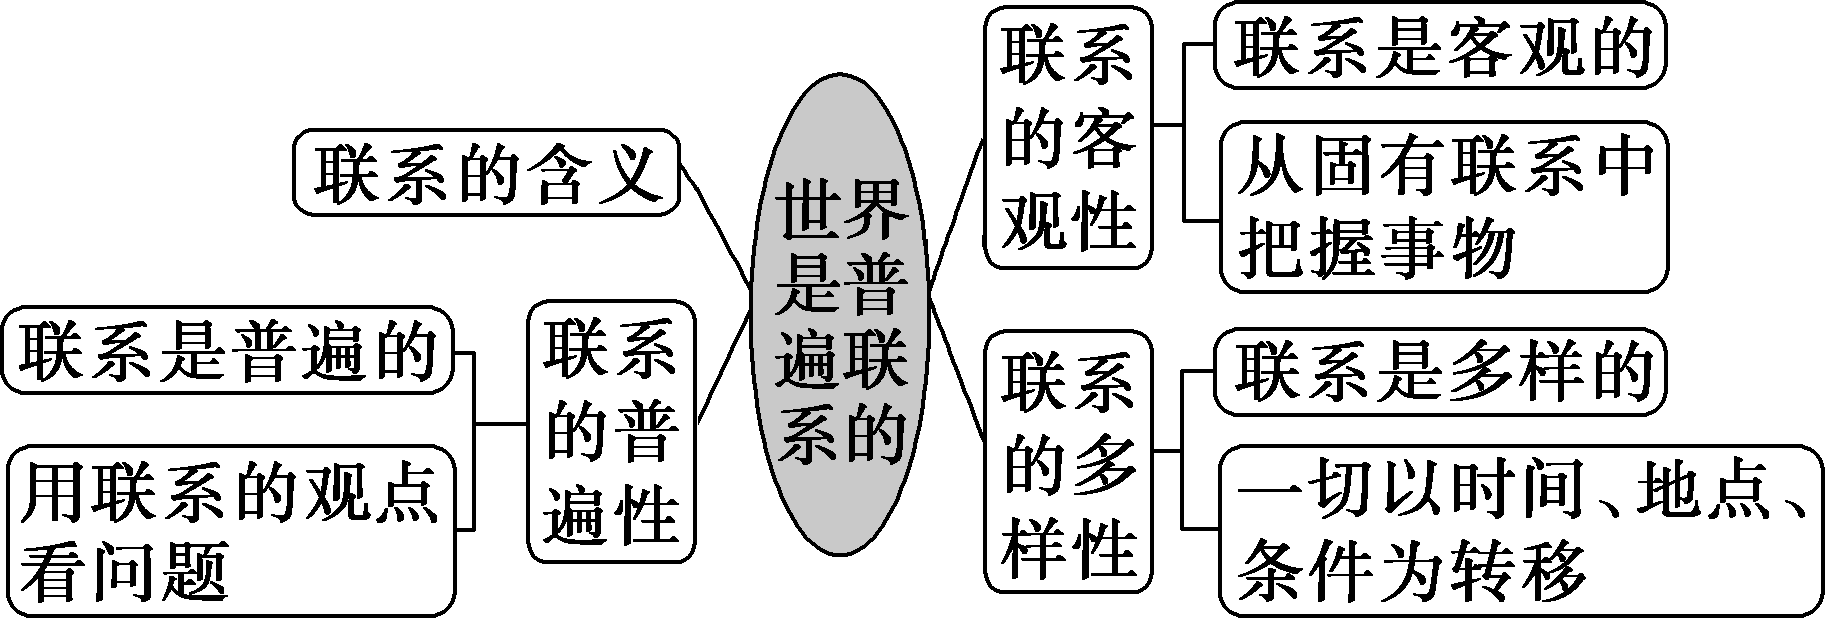 世界
是普
遍联
系的
联系的含义
联系
的普
遍性
联系是普遍的
用联系的观点
看问题
联系
的客
观性
联系是客观的
从固有联系中
把握事物
联系
的多
样性
联系是多样的
一切以时间、地点、
条件为转移